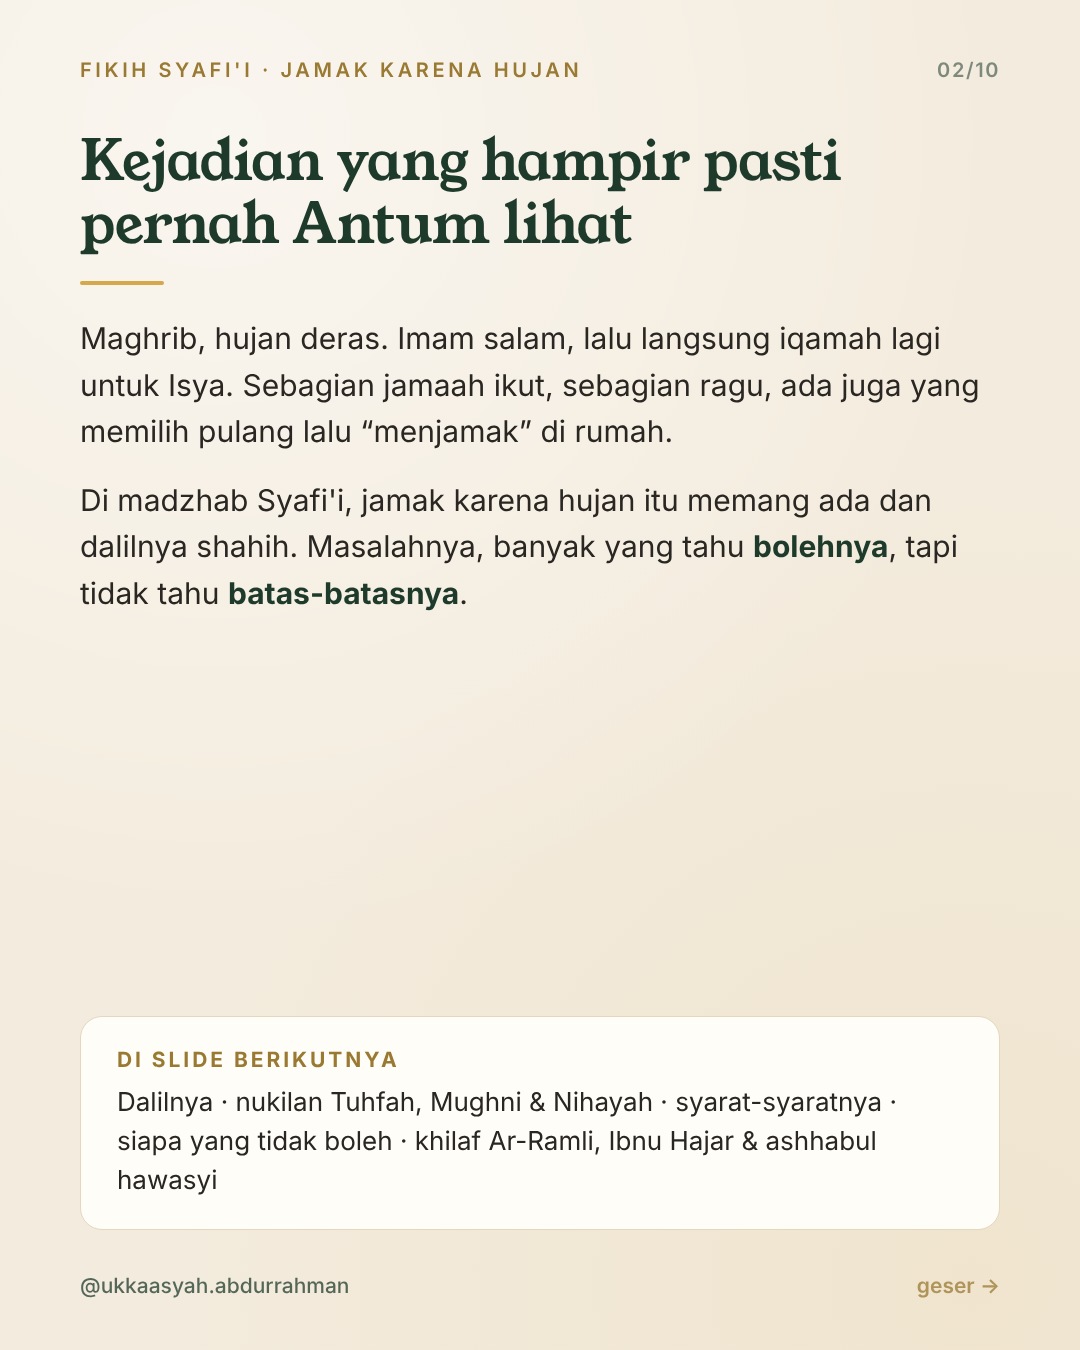 FIKIH SYAFI'I · JAMAK KARENA HUJAN
02/10
Kejadian yang hampir pasti
pernah Antum lihat
Maghrib, hujan deras. Imam salam, lalu langsung iqamah lagi
untuk Isya. Sebagian jamaah ikut, sebagian ragu, ada juga yang
memilih pulang lalu “menjamak” di rumah.
Di madzhab Syafi'i, jamak karena hujan itu memang ada dan
dalilnya shahih. Masalahnya, banyak yang tahu bolehnya, tapi
tidak tahu batas-batasnya.
DI SLIDE BERIKUTNYA
Dalilnya · nukilan Tuhfah, Mughni & Nihayah · syarat-syaratnya ·
siapa yang tidak boleh · khilaf Ar-Ramli, Ibnu Hajar & ashhabul
hawasyi
@ukkaasyah.abdurrahman
geser →